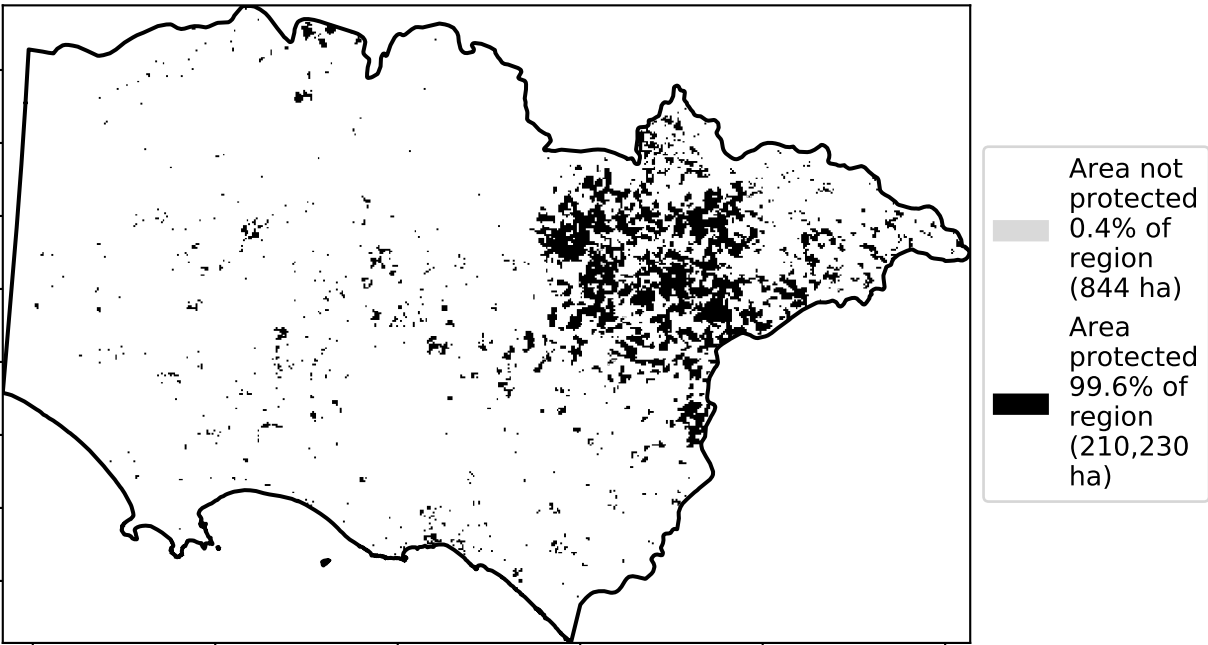 Area not
protected
0.4% of
region
(844 ha)
Area
protected
99.6% of
region
(210,230
ha)